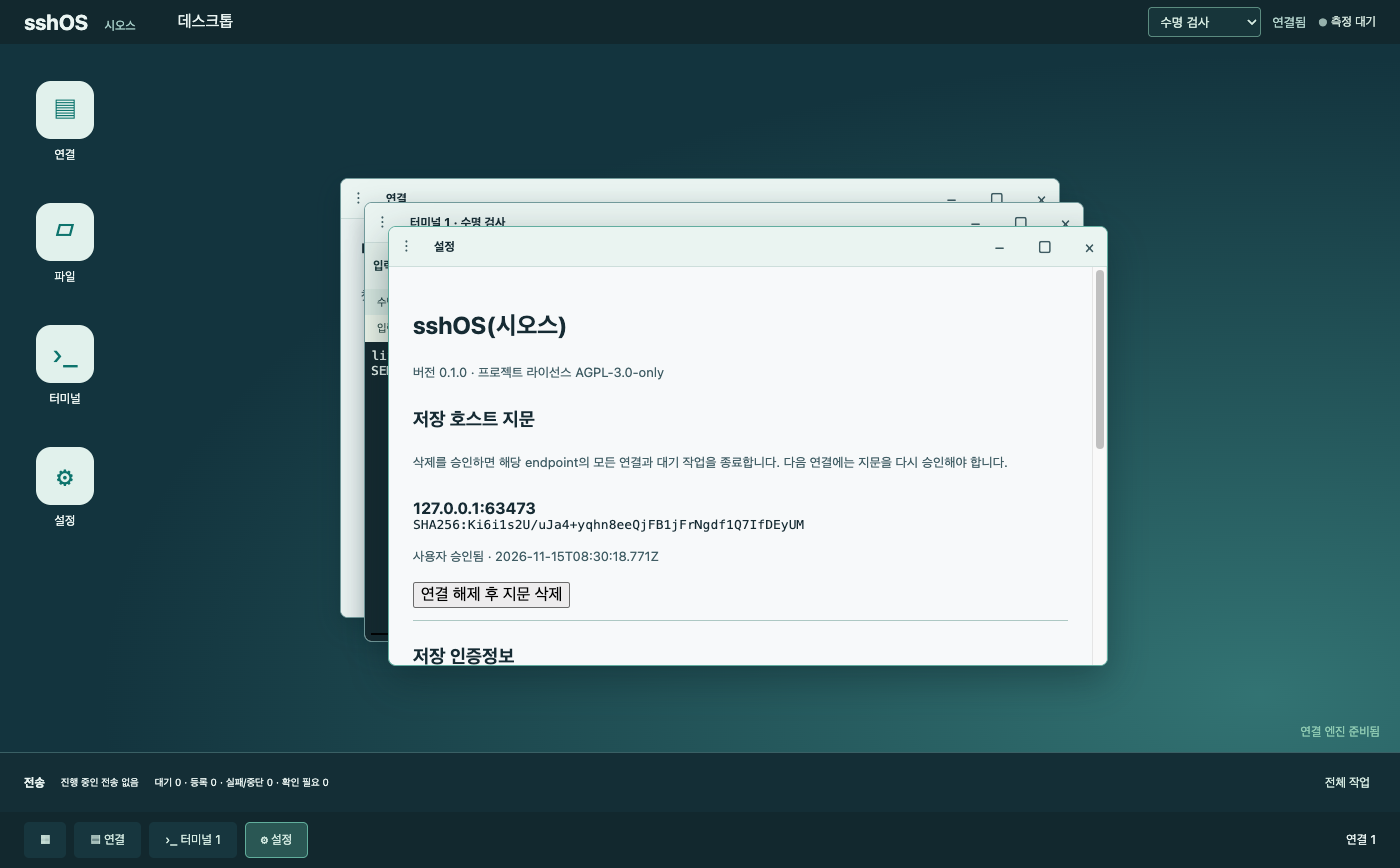 sshOS 시오스 데스크톱 수명 검사 연결됨 측정 대기
연결
파일
터미널
설정
연결
터미널 1 · 수명 검사
설정
sshOS(시오스)
버전 0.1.0 · 프로젝트 라이선스 AGPL-3.0-only
저장 호스트 지문
삭제를 승인하면 해당 endpoint의 모든 연결과 대기 작업을 종료합니다. 다음 연결에는 지문을 다시 승인해야 합니다.
127.0.0.1:63473
SHA256:Ki6i1s2U/uJa4+yqhn8eeQjFB1jFrNgdf1Q7IfDEyUM
사용자 승인됨 · 2026-11-15T08:30:18.771Z
연결 해제 후 지문 삭제
저장 인증정보
연결 엔진 준비됨
전송 진행 중인 전송 없음 대기 0 · 등록 0 · 실패/중단 0 · 확인 필요 0 전체 작업
연결 ›_ 터미널 1 설정 연결 1